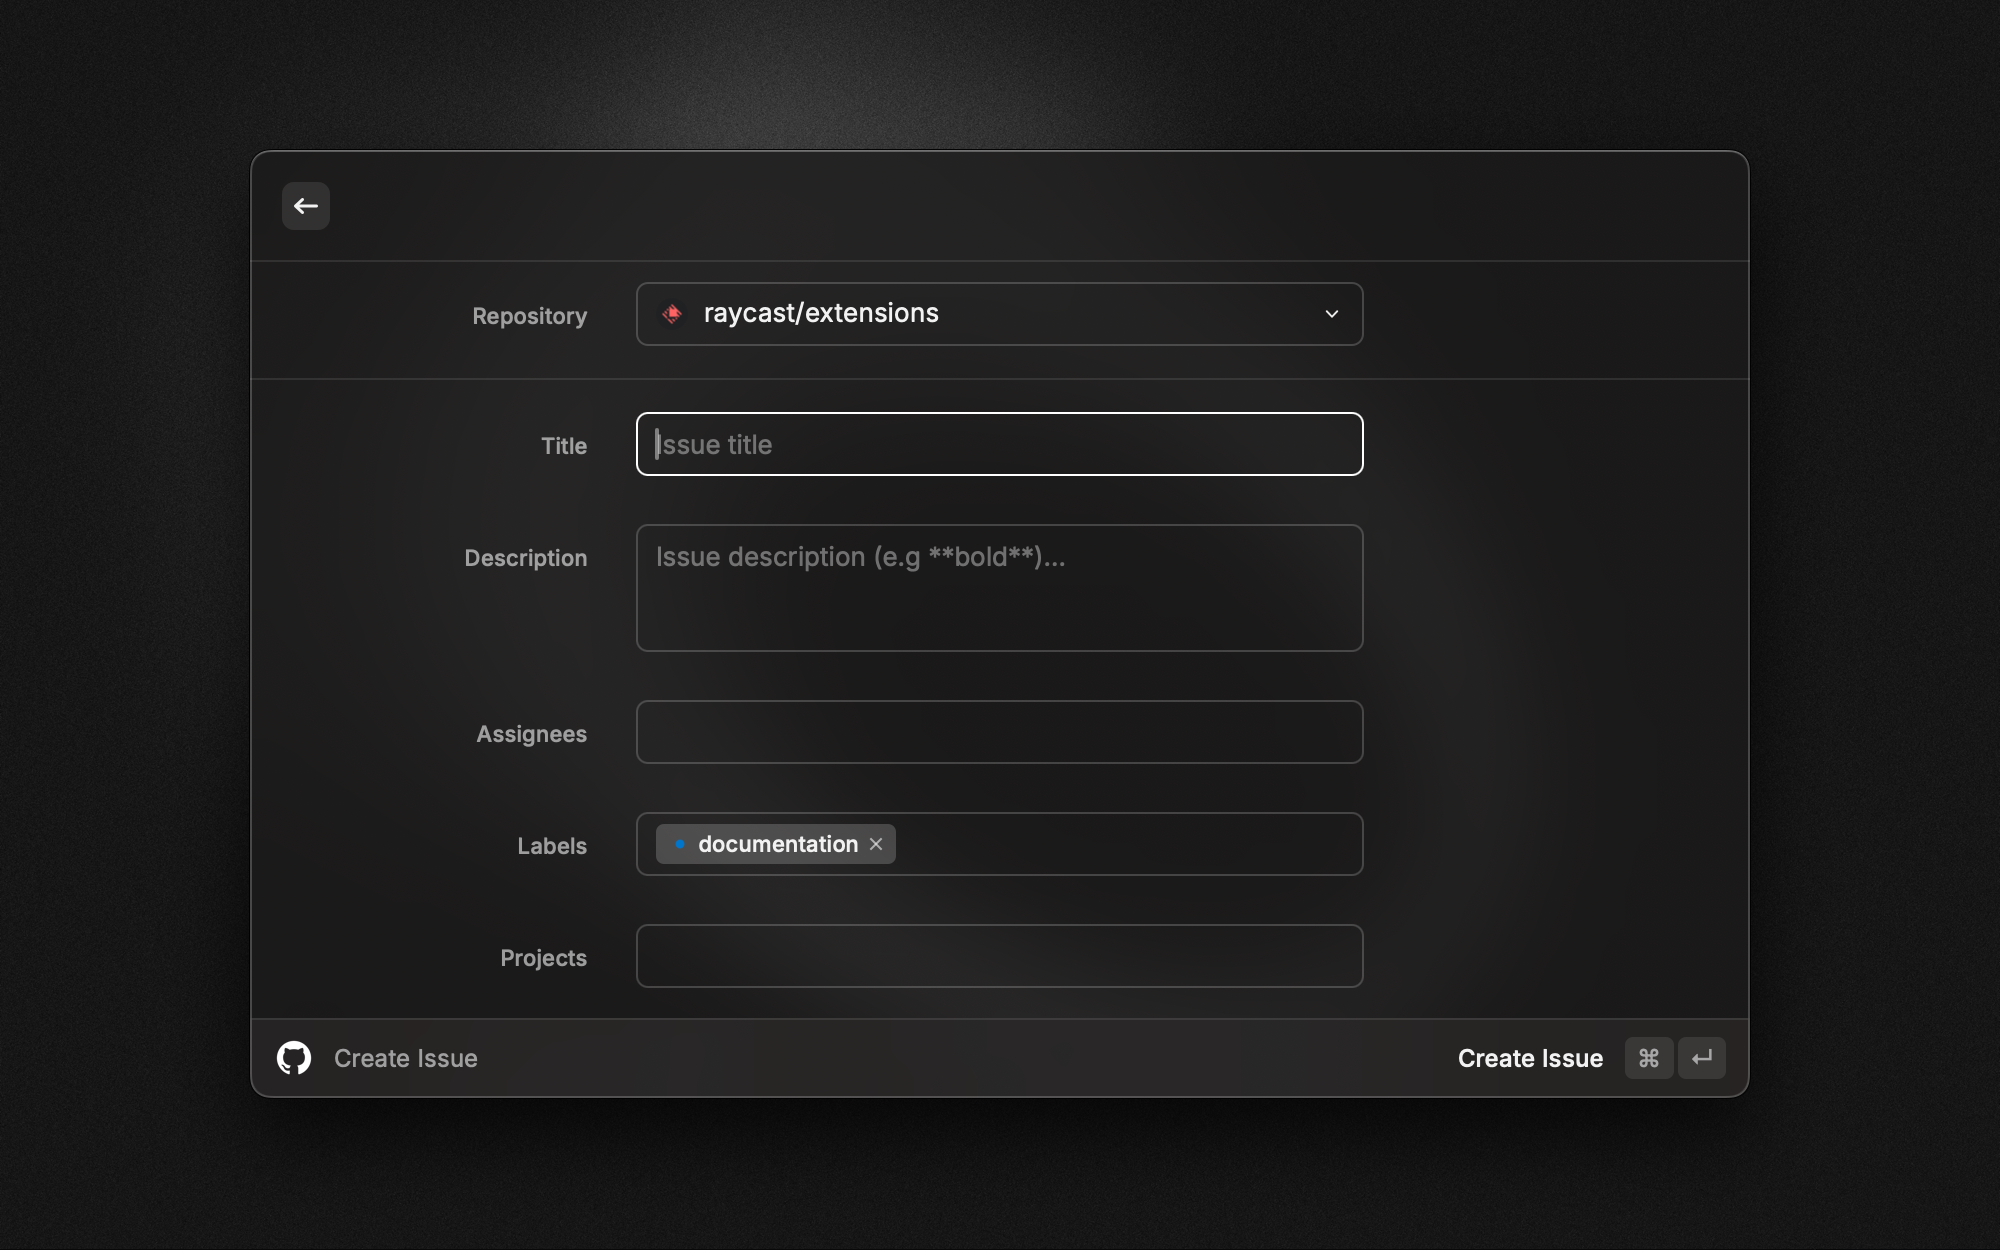 Repository
raycast/extensions
Title
Issue title
Description
Issue description (e.g **bold**)...
Assignees
Labels
documentation
Projects
Create Issue
Create Issue ⌘ ↵